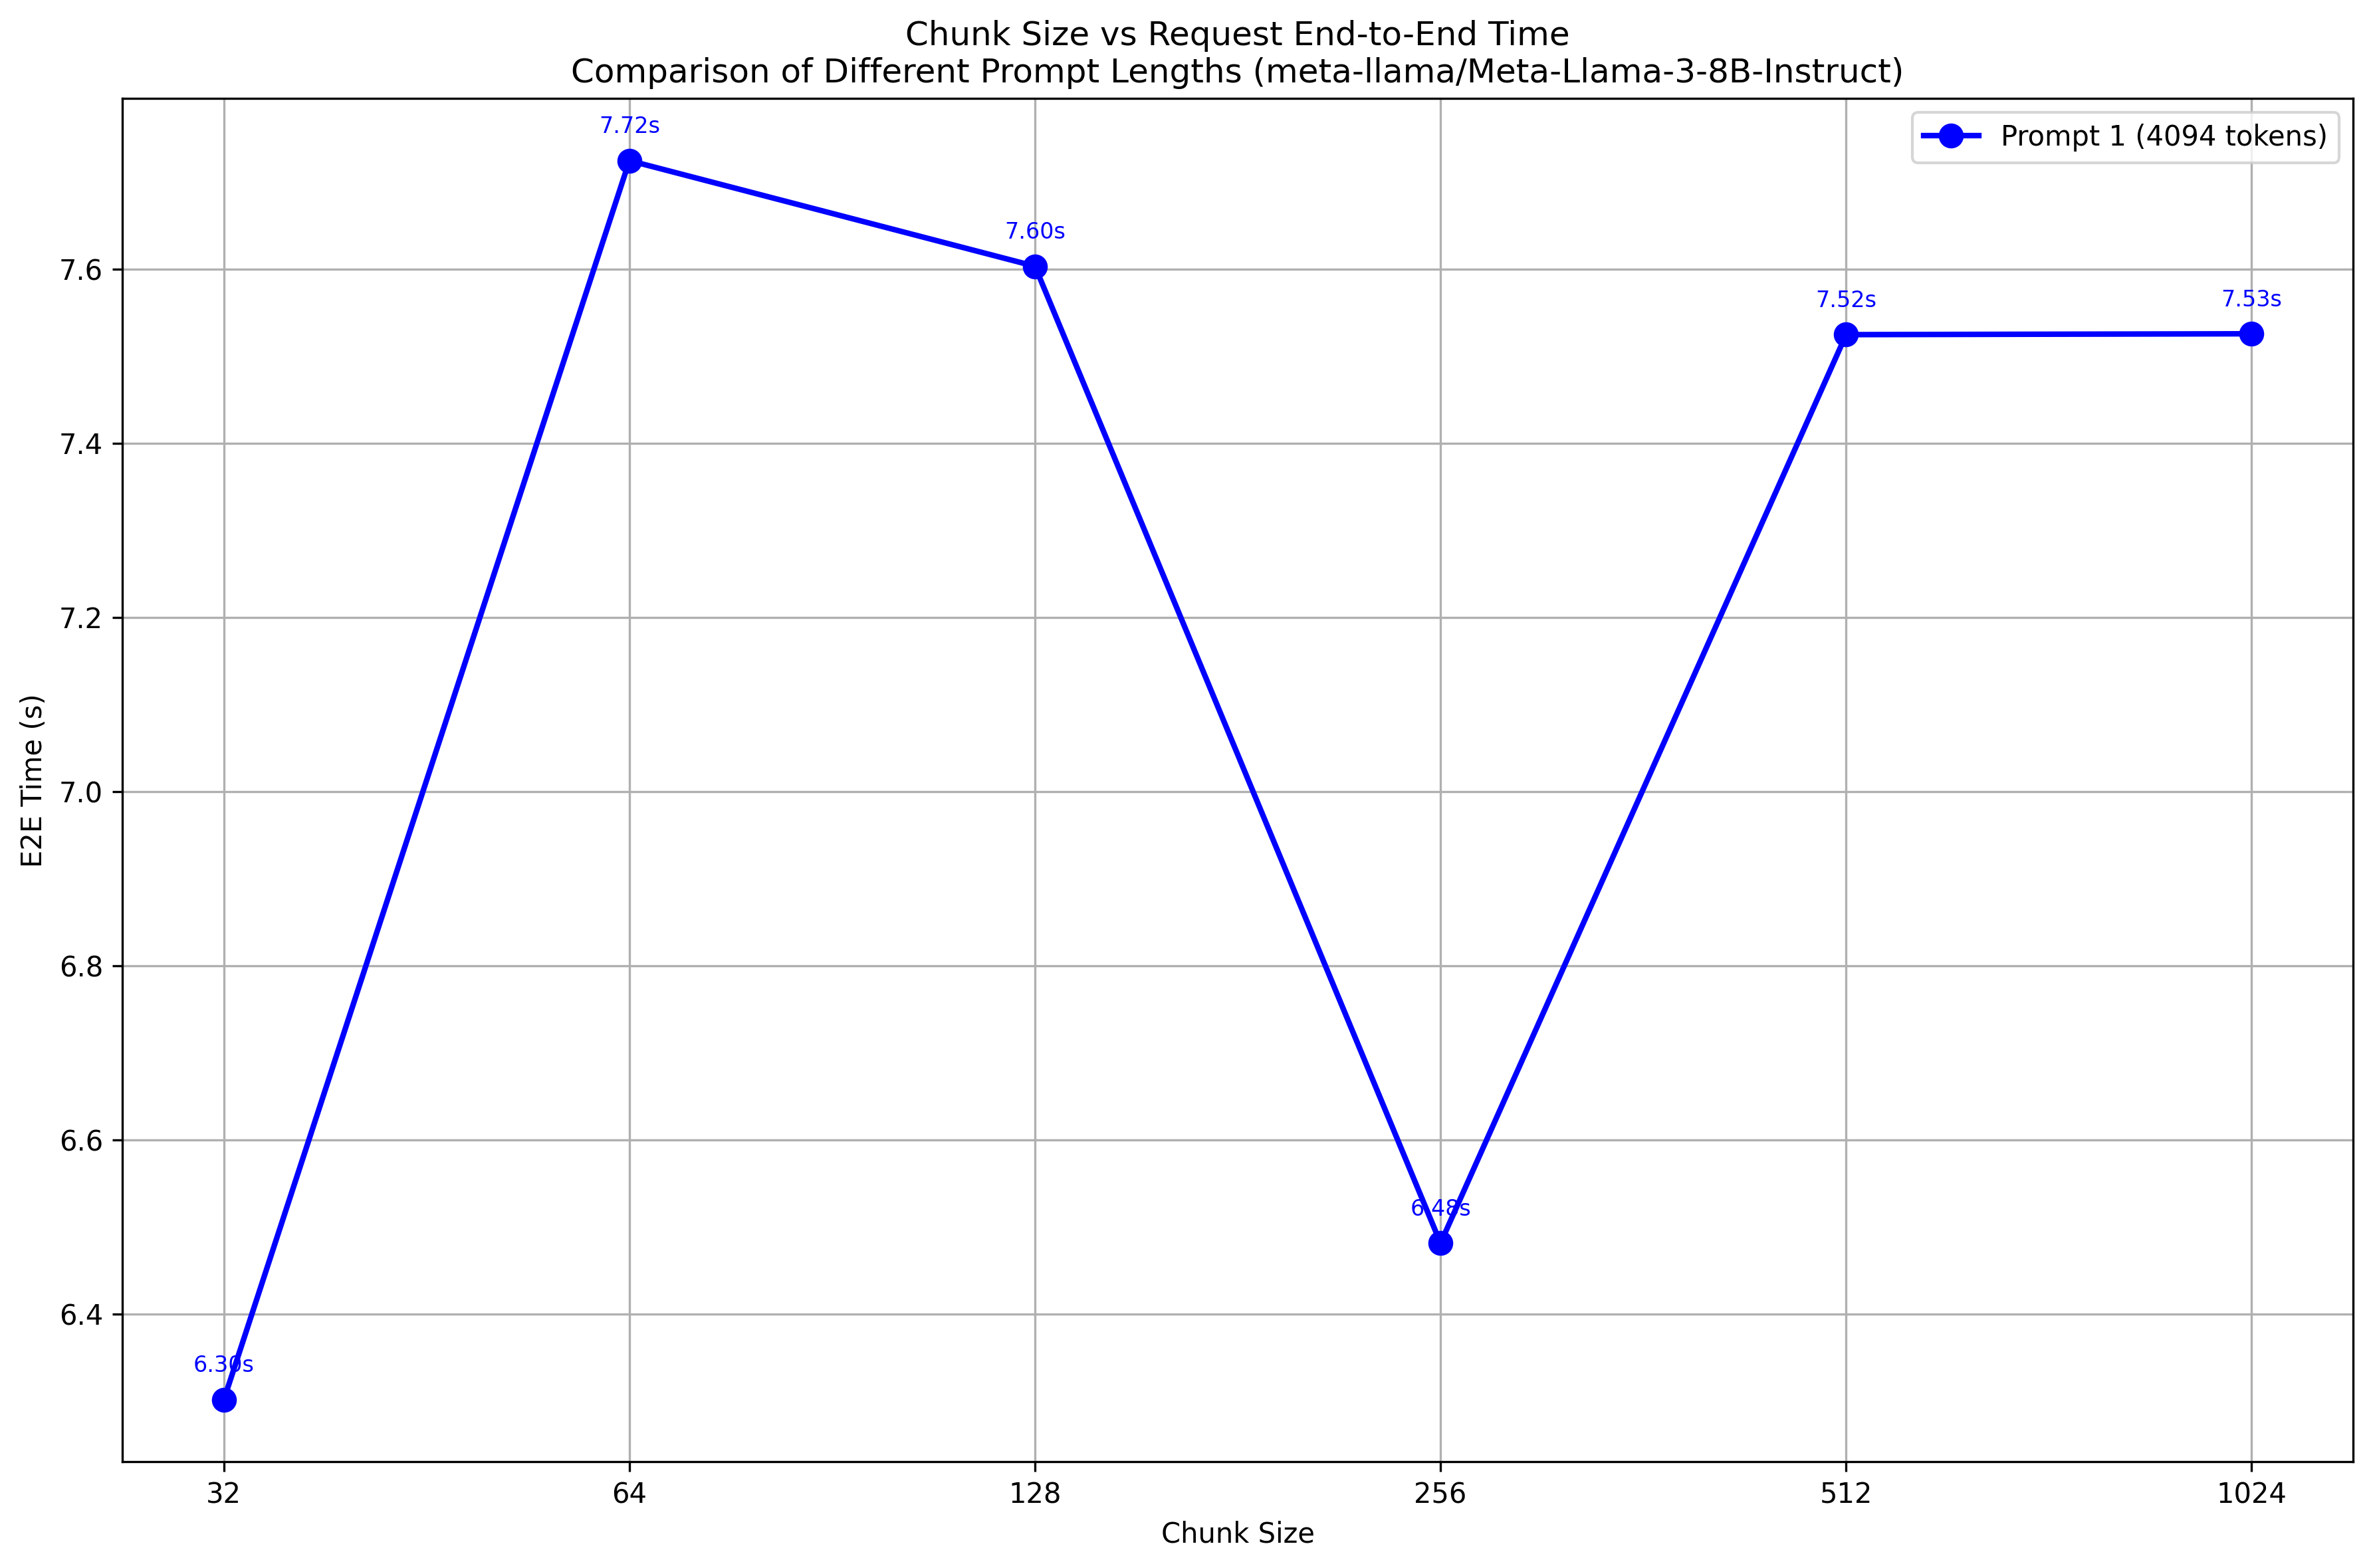 Chunk Size vs Request End-to-End Time
Comparison of Different Prompt Lengths (meta-llama/Meta-Llama-3-8B-Instruct)
Prompt 1 (4094 tokens)
7.72s
7.60s
7.52s
7.53s
6.48s
6.30s
7.6
7.4
7.2
7.0
6.8
6.6
6.4
E2E Time (s)
32
64
128
256
512
1024
Chunk Size